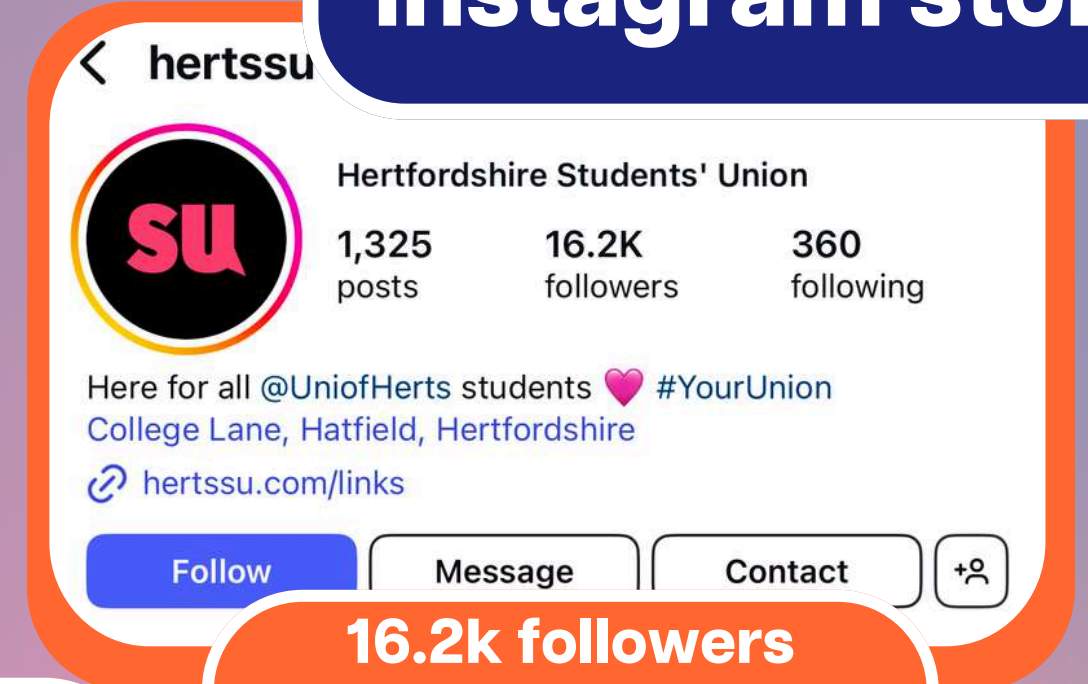 Instagram
hertssu
su
Hertfordshire Students' Union
1,325 16.2K 360
posts followers following
Here for all @UniofHerts students 🩷 #YourUnion
College Lane, Hatfield, Hertfordshire
hertssu.com/links
Follow Message Contact
16.2k followers